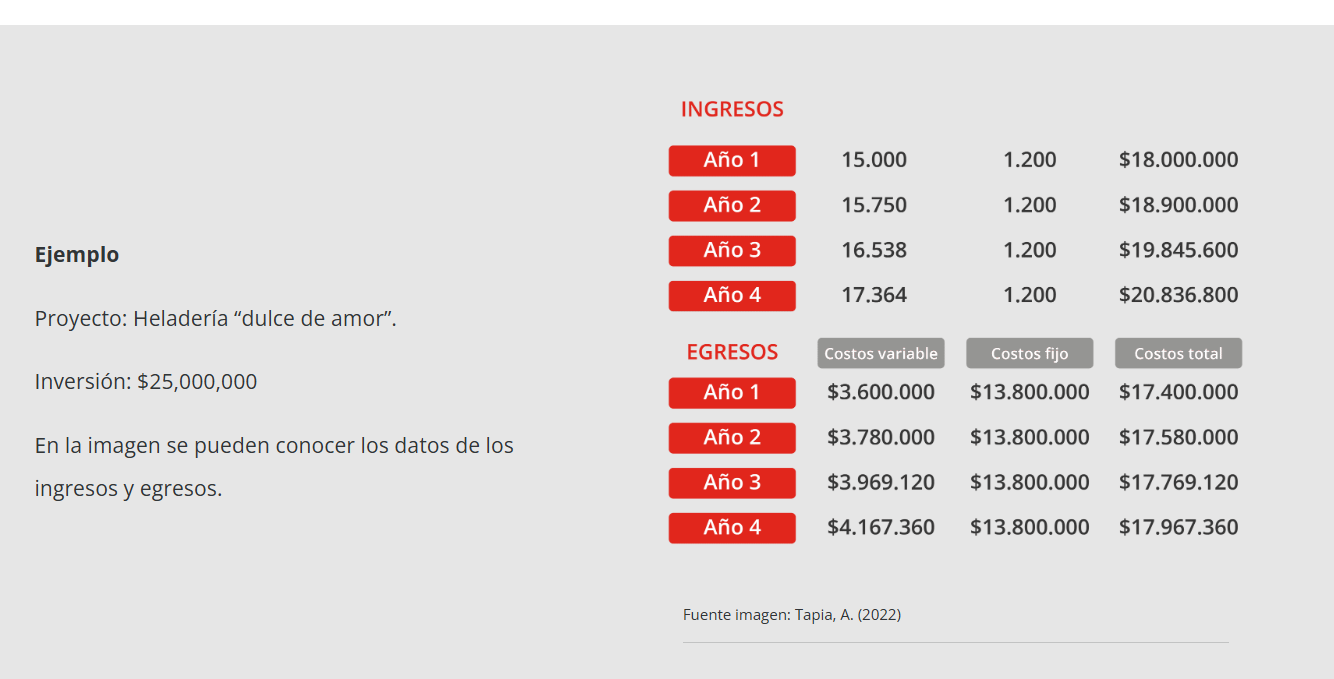 Ejemplo
Proyecto: Heladería “dulce de amor”.
Inversión: $25,000,000
En la imagen se pueden conocer los datos de los
ingresos y egresos.
INGRESOS
Año 1 15.000 1.200 $18.000.000
Año 2 15.750 1.200 $18.900.000
Año 3 16.538 1.200 $19.845.600
Año 4 17.364 1.200 $20.836.800
EGRESOS Costos variable Costos fijo Costos total
Año 1 $3.600.000 $13.800.000 $17.400.000
Año 2 $3.780.000 $13.800.000 $17.580.000
Año 3 $3.969.120 $13.800.000 $17.769.120
Año 4 $4.167.360 $13.800.000 $17.967.360
Fuente imagen: Tapia, A. (2022)